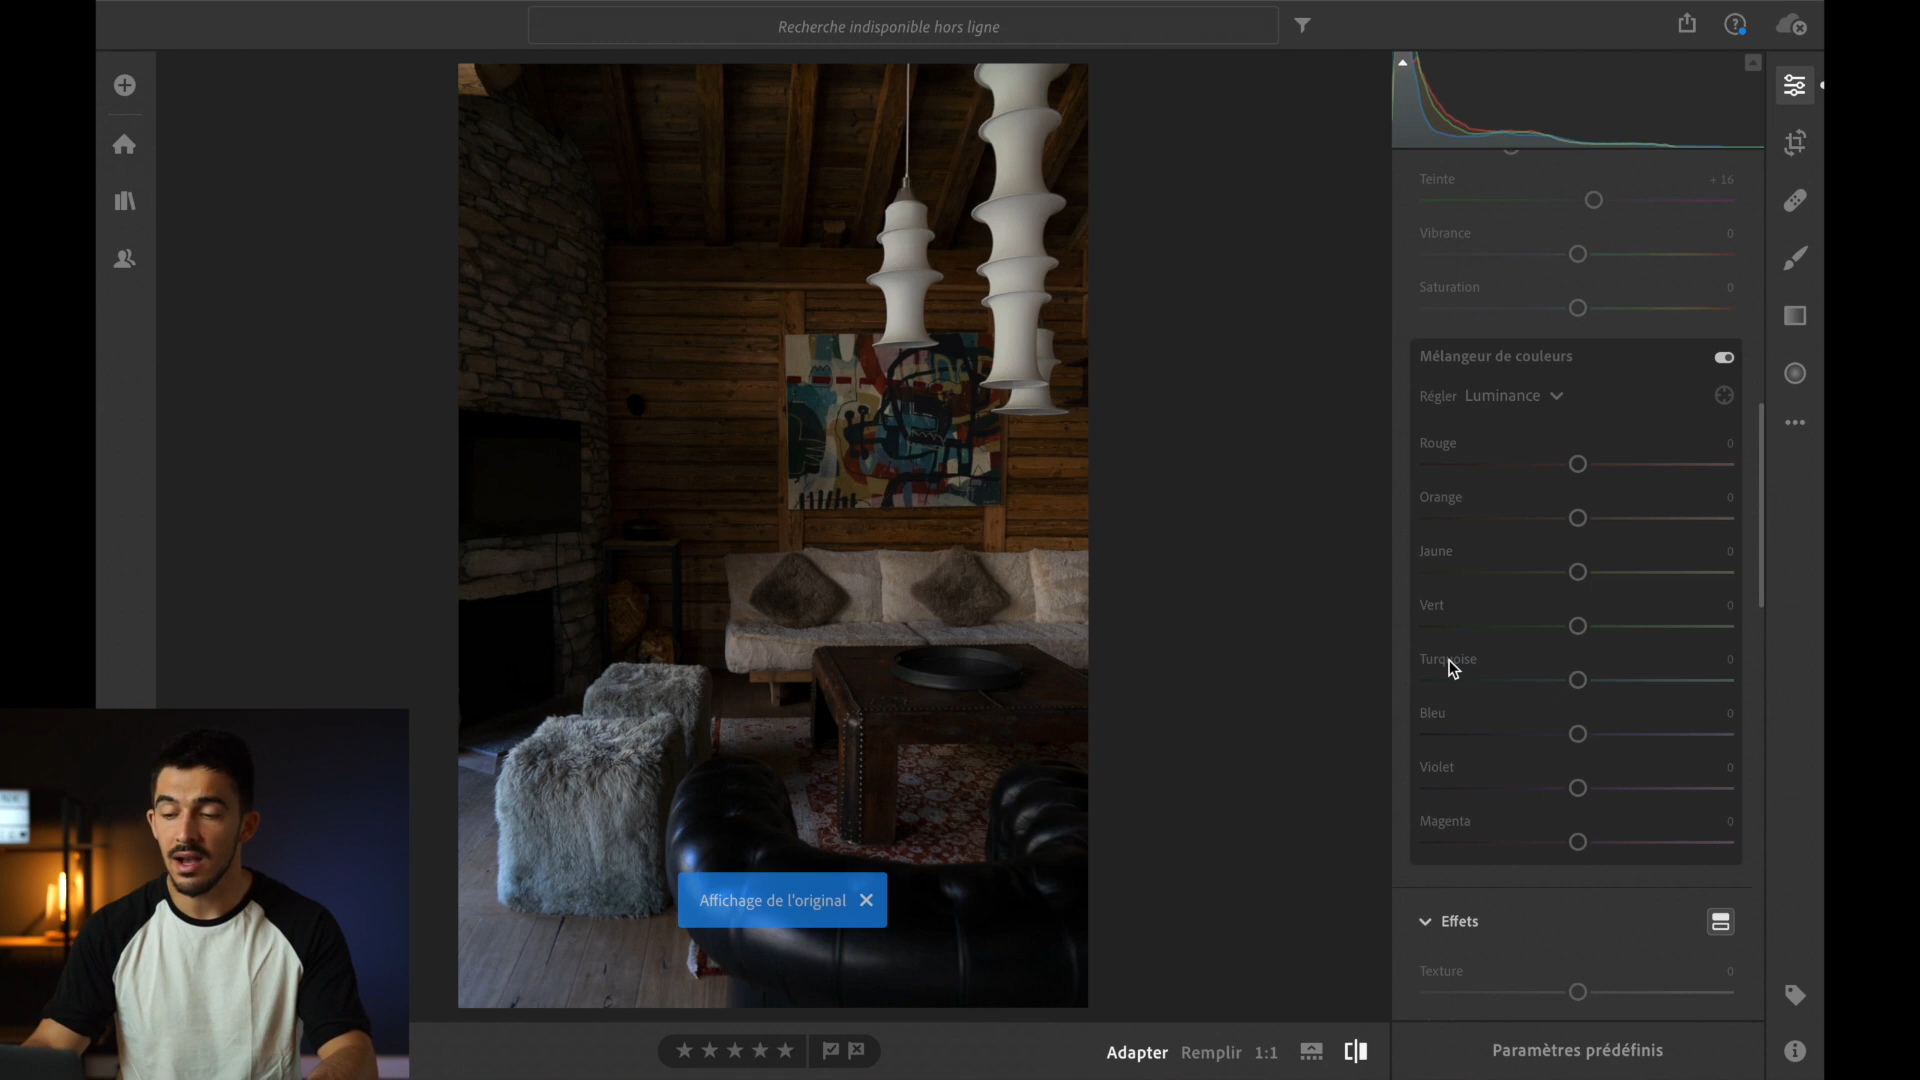 Recherche indisponible hors ligne
Teinte
+ 16
Vibrance
0
Saturation
0
Mélangeur de couleurs
Régler Luminance
Rouge
0
Orange
0
Jaune
0
Vert
0
Turquoise
0
Bleu
0
Violet
0
Magenta
0
Effets
Texture
0
Affichage de l'original
Adapter Remplir 1:1
Paramètres prédéfinis